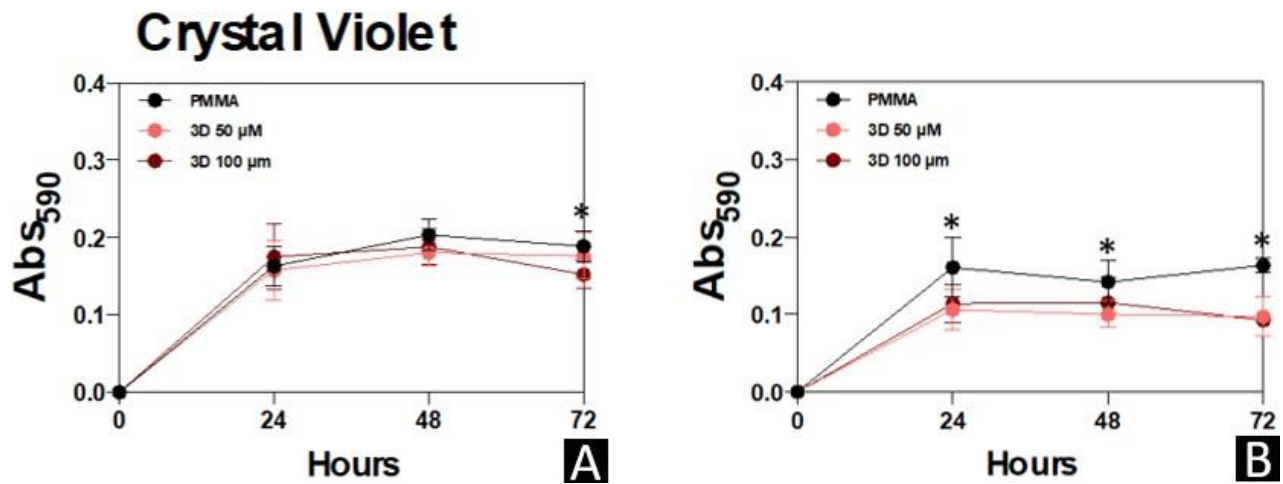 Crystal Violet
0.4
0.3
0.2
0.1
0.0
Abs590
PMMA
3D 50 µM
3D 100 µm
*
0 24 48 72
Hours
A
0.4
0.3
0.2
0.1
0.0
Abs590
PMMA
3D 50 µM
3D 100 µm
* * *
0 24 48 72
Hours
B